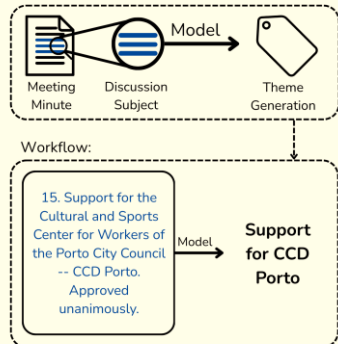 Model
Meeting
Minute
Discussion
Subject
Theme
Generation
Workflow:
15. Support for the
Cultural and Sports
Center for Workers of
the Porto City Council
-- CCD Porto.
Approved
unanimously.
Model
Support
for CCD
Porto